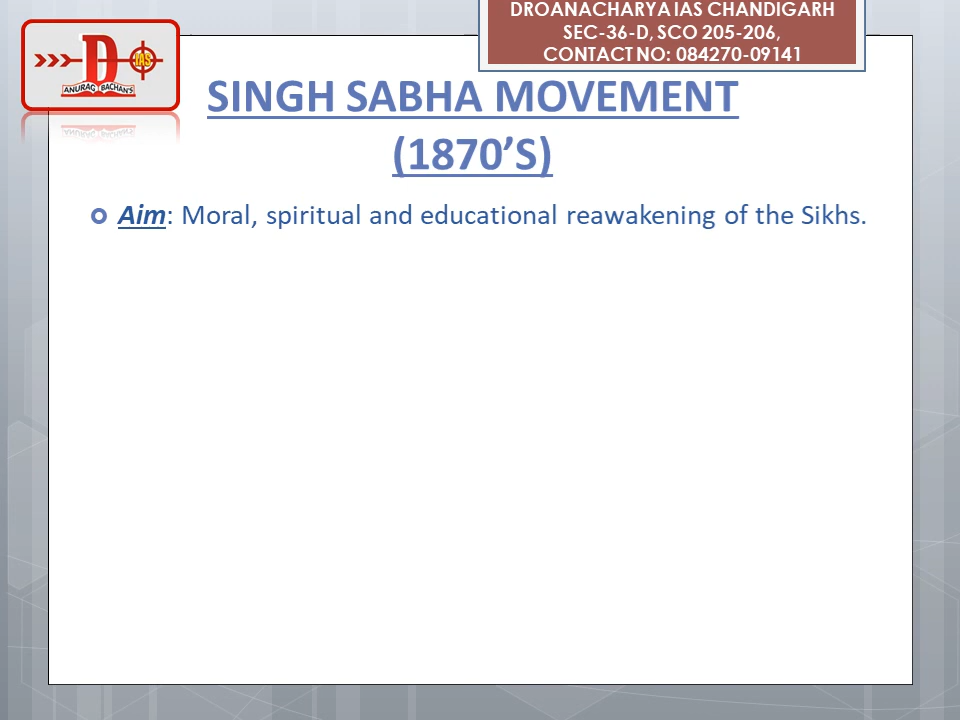 DROANACHARYA IAS CHANDIGARH
SEC-36-D, SCO 205-206,
CONTACT NO: 084270-09141
D
IAS
ANURAG BACHAN'S
SINGH SABHA MOVEMENT
(1870’S)
Aim: Moral, spiritual and educational reawakening of the Sikhs.